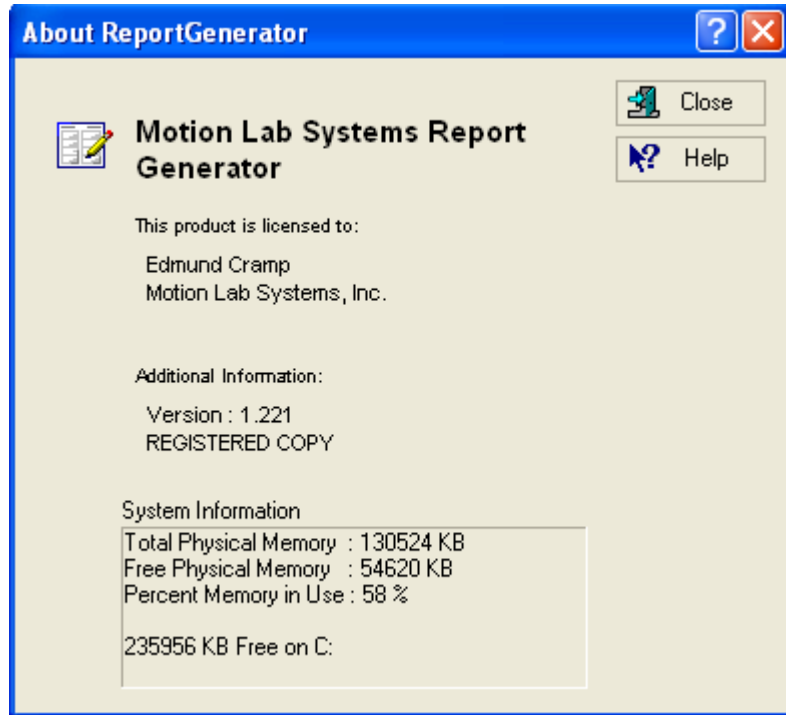 About ReportGenerator
Close
Help
Motion Lab Systems Report
Generator
This product is licensed to:
Edmund Cramp
Motion Lab Systems, Inc.
Additional Information:
Version : 1.221
REGISTERED COPY
System Information
Total Physical Memory : 130524 KB
Free Physical Memory : 54620 KB
Percent Memory in Use : 58 %
235956 KB Free on C: